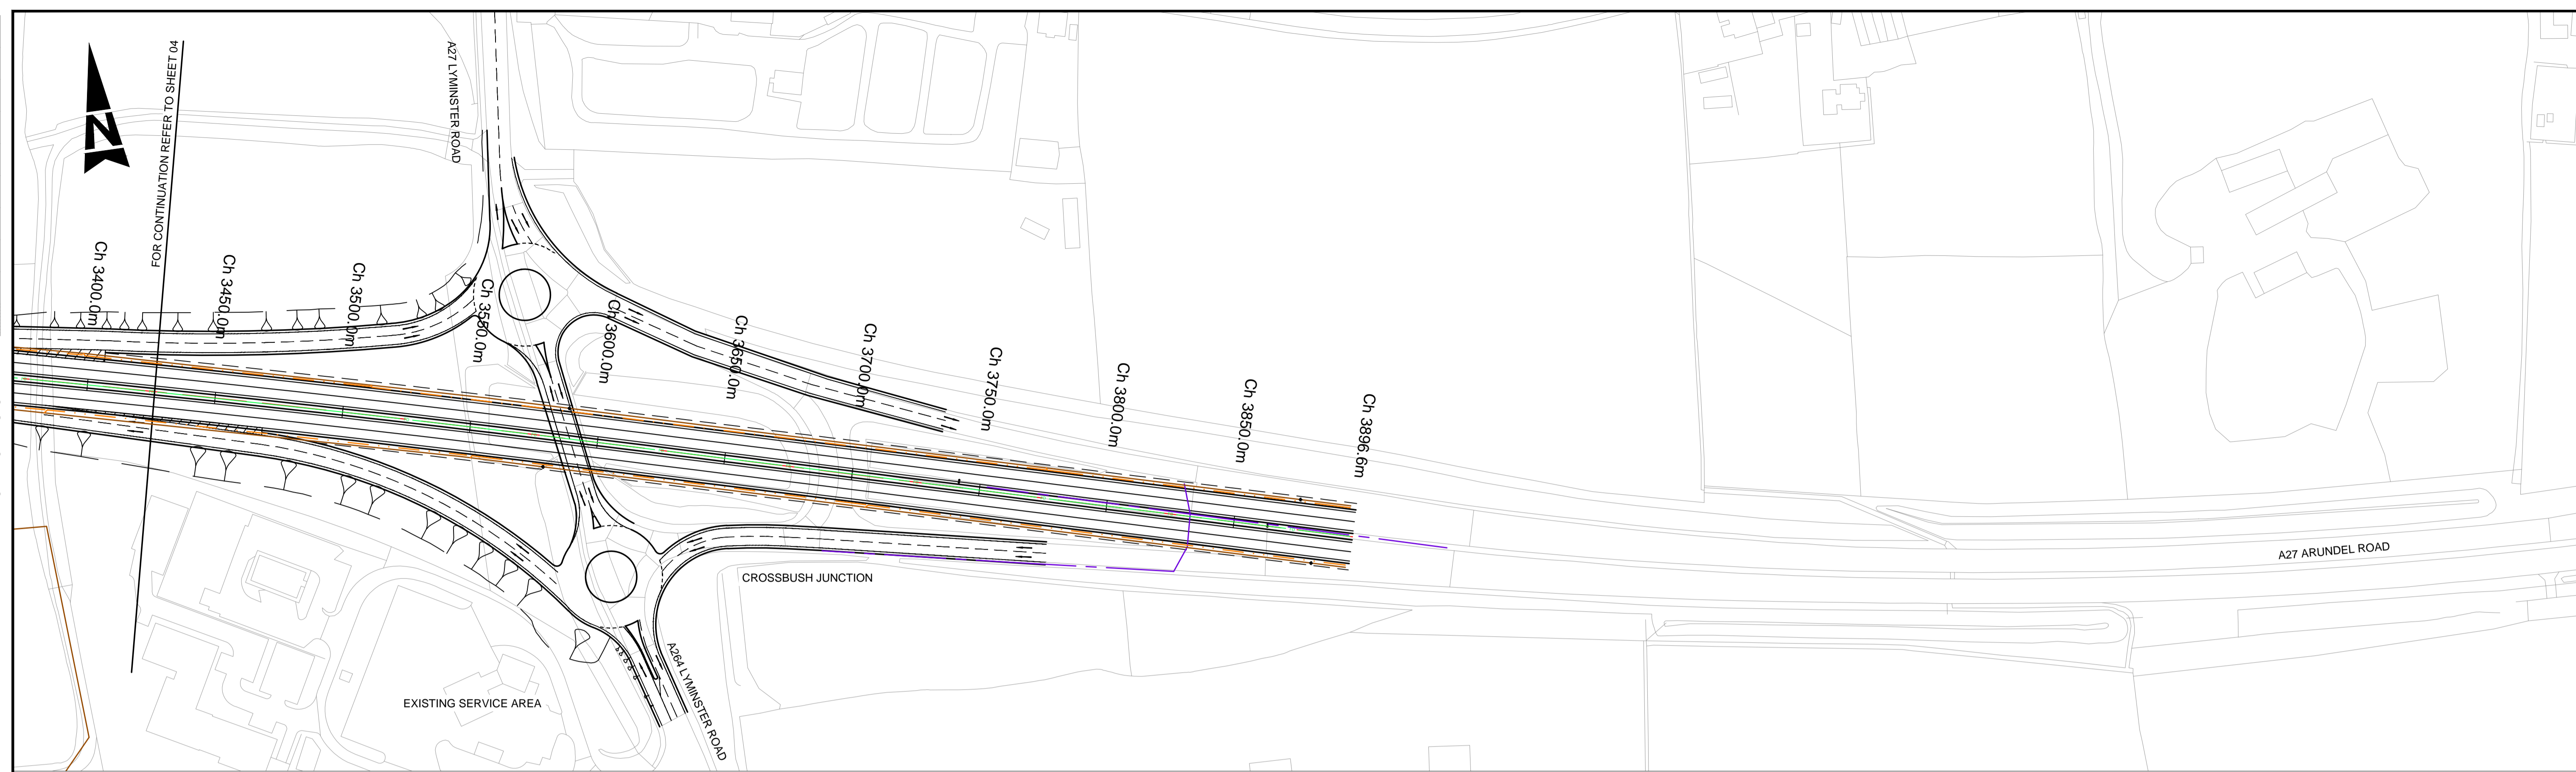 N
FOR CONTINUATION REFER TO SHEET 04
A27 LYMINSTER ROAD
Ch 3400.0m
Ch 3450.0m
Ch 3500.0m
Ch 3550.0m
Ch 3600.0m
Ch 3650.0m
Ch 3700.0m
Ch 3750.0m
Ch 3800.0m
Ch 3850.0m
Ch 3896.6m
A27 ARUNDEL ROAD
CROSSBUSH JUNCTION
A264 LYMINSTER ROAD
EXISTING SERVICE AREA